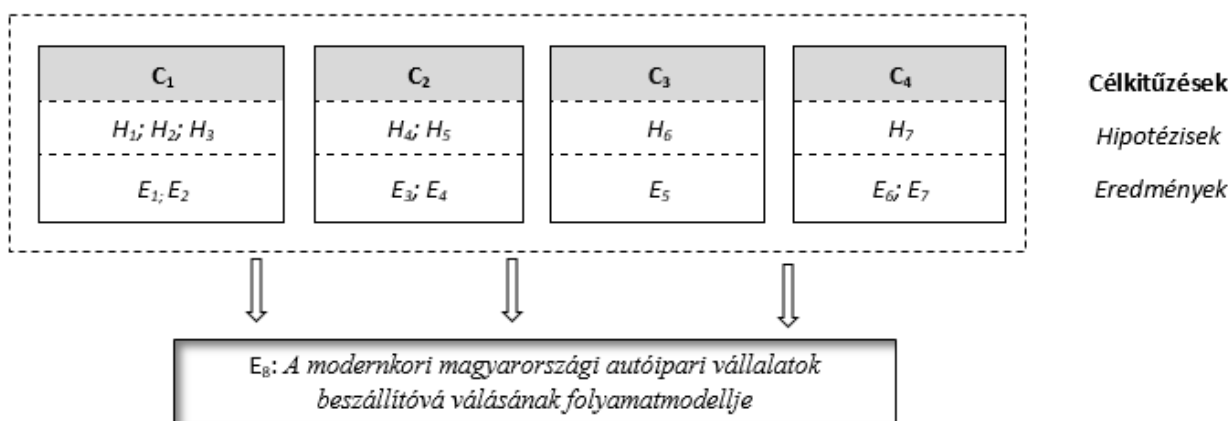 C₁ C₂ C₃ C₄ Célkitűzések
H₁; H₂; H₃ H₄; H₅ H₆ H₇ Hipotézisek
E₁; E₂ E₃; E₄ E₅ E₆; E₇ Eredmények
E₈: A modernkori magyarországi autóipari vállalatok
beszállítóvá válásának folyamatmodellje